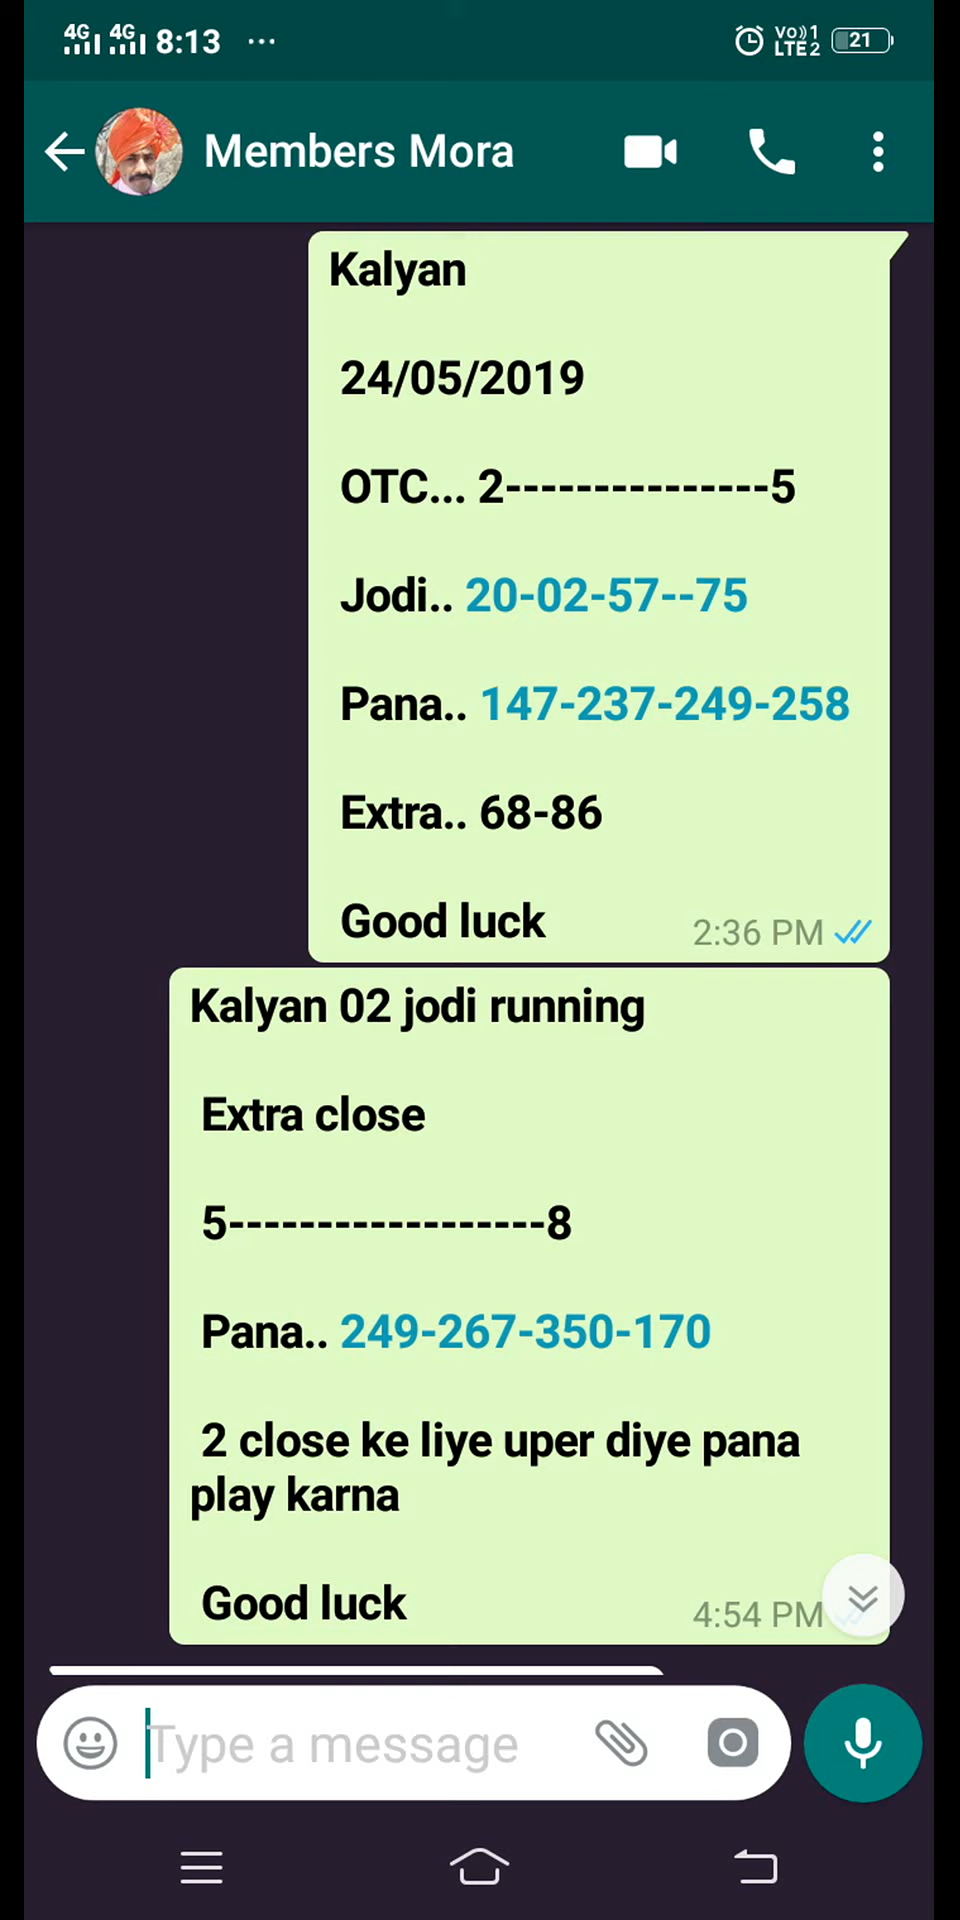 4G 4G 8:13 ... Vo))1 LTE2 21
Members Mora
Kalyan
24/05/2019
OTC... 2---------------5
Jodi.. 20-02-57--75
Pana.. 147-237-249-258
Extra.. 68-86
Good luck
2:36 PM
Kalyan 02 jodi running
Extra close
5------------------8
Pana.. 249-267-350-170
2 close ke liye uper diye pana
play karna
Good luck
4:54 PM
Type a message